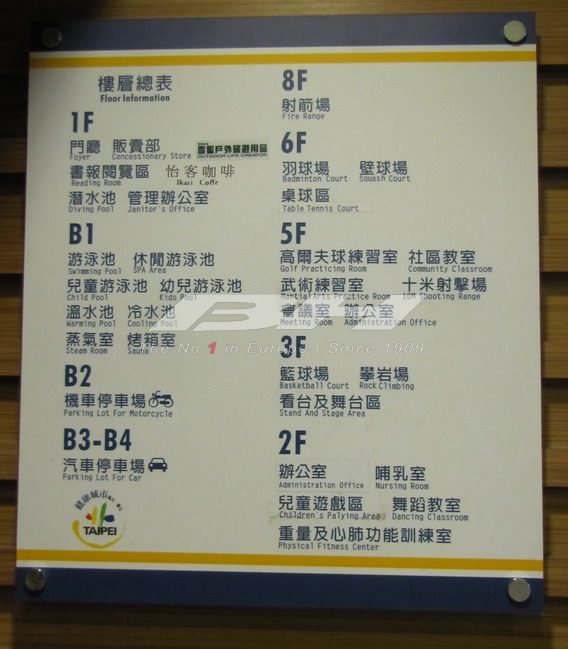 樓層總表
Floor Information
1F
門廳 販賣部
Foyer Concessionary Store
OUTDOOR LIFE CREATOR
書報閱覽區 怡客咖啡
Reading Room Ikari Coffe
潛水池 管理辦公室
Diving Pool Janitor's Office
B1
游泳池 休閒游泳池
Swimming Pool SPA Area
兒童游泳池 幼兒游泳池
Child Pool Kids Pool
溫水池 冷水池
Warming Pool Cooling Pool
蒸氣室 烤箱室
Steam Room Sauna
B2
機車停車場
Parking Lot For Motorcycle
B3-B4
汽車停車場
Parking Lot For Car
健康城市
TAIPEI
8F
射箭場
Fire Range
6F
羽球場 壁球場
Badminton Court Squash Court
桌球區
Table Tennis Court
5F
高爾夫球練習室 社區教室
Golf Practicing Room Community Classroom
武術練習室 十米射擊場
Martial Arts Practice Room 10M Shooting Range
會議室 辦公室
Meeting Room Administration Office
3F
籃球場 攀岩場
Basketball Court Rock Climbing
看台及舞台區
Stand And Stage Area
2F
辦公室 哺乳室
Administration Office Nursing Room
兒童遊戲區 舞蹈教室
Children's Palying Area Dancing Classroom
重量及心肺功能訓練室
Physical Fitness Center
The No 1 in Europe | Since 1909